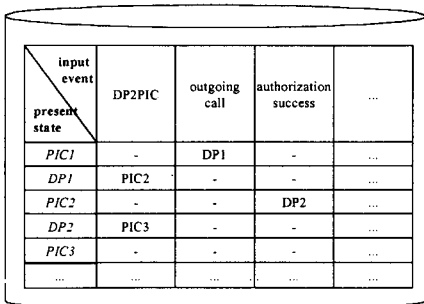 input event present state DP2PIC outgoing call authorization success ...
PIC1 - DP1 - ...
DP1 PIC2 - - ...
PIC2 - - DP2 ...
DP2 PIC3 - - ...
PIC3 - - - ...
... ... ... ... ...